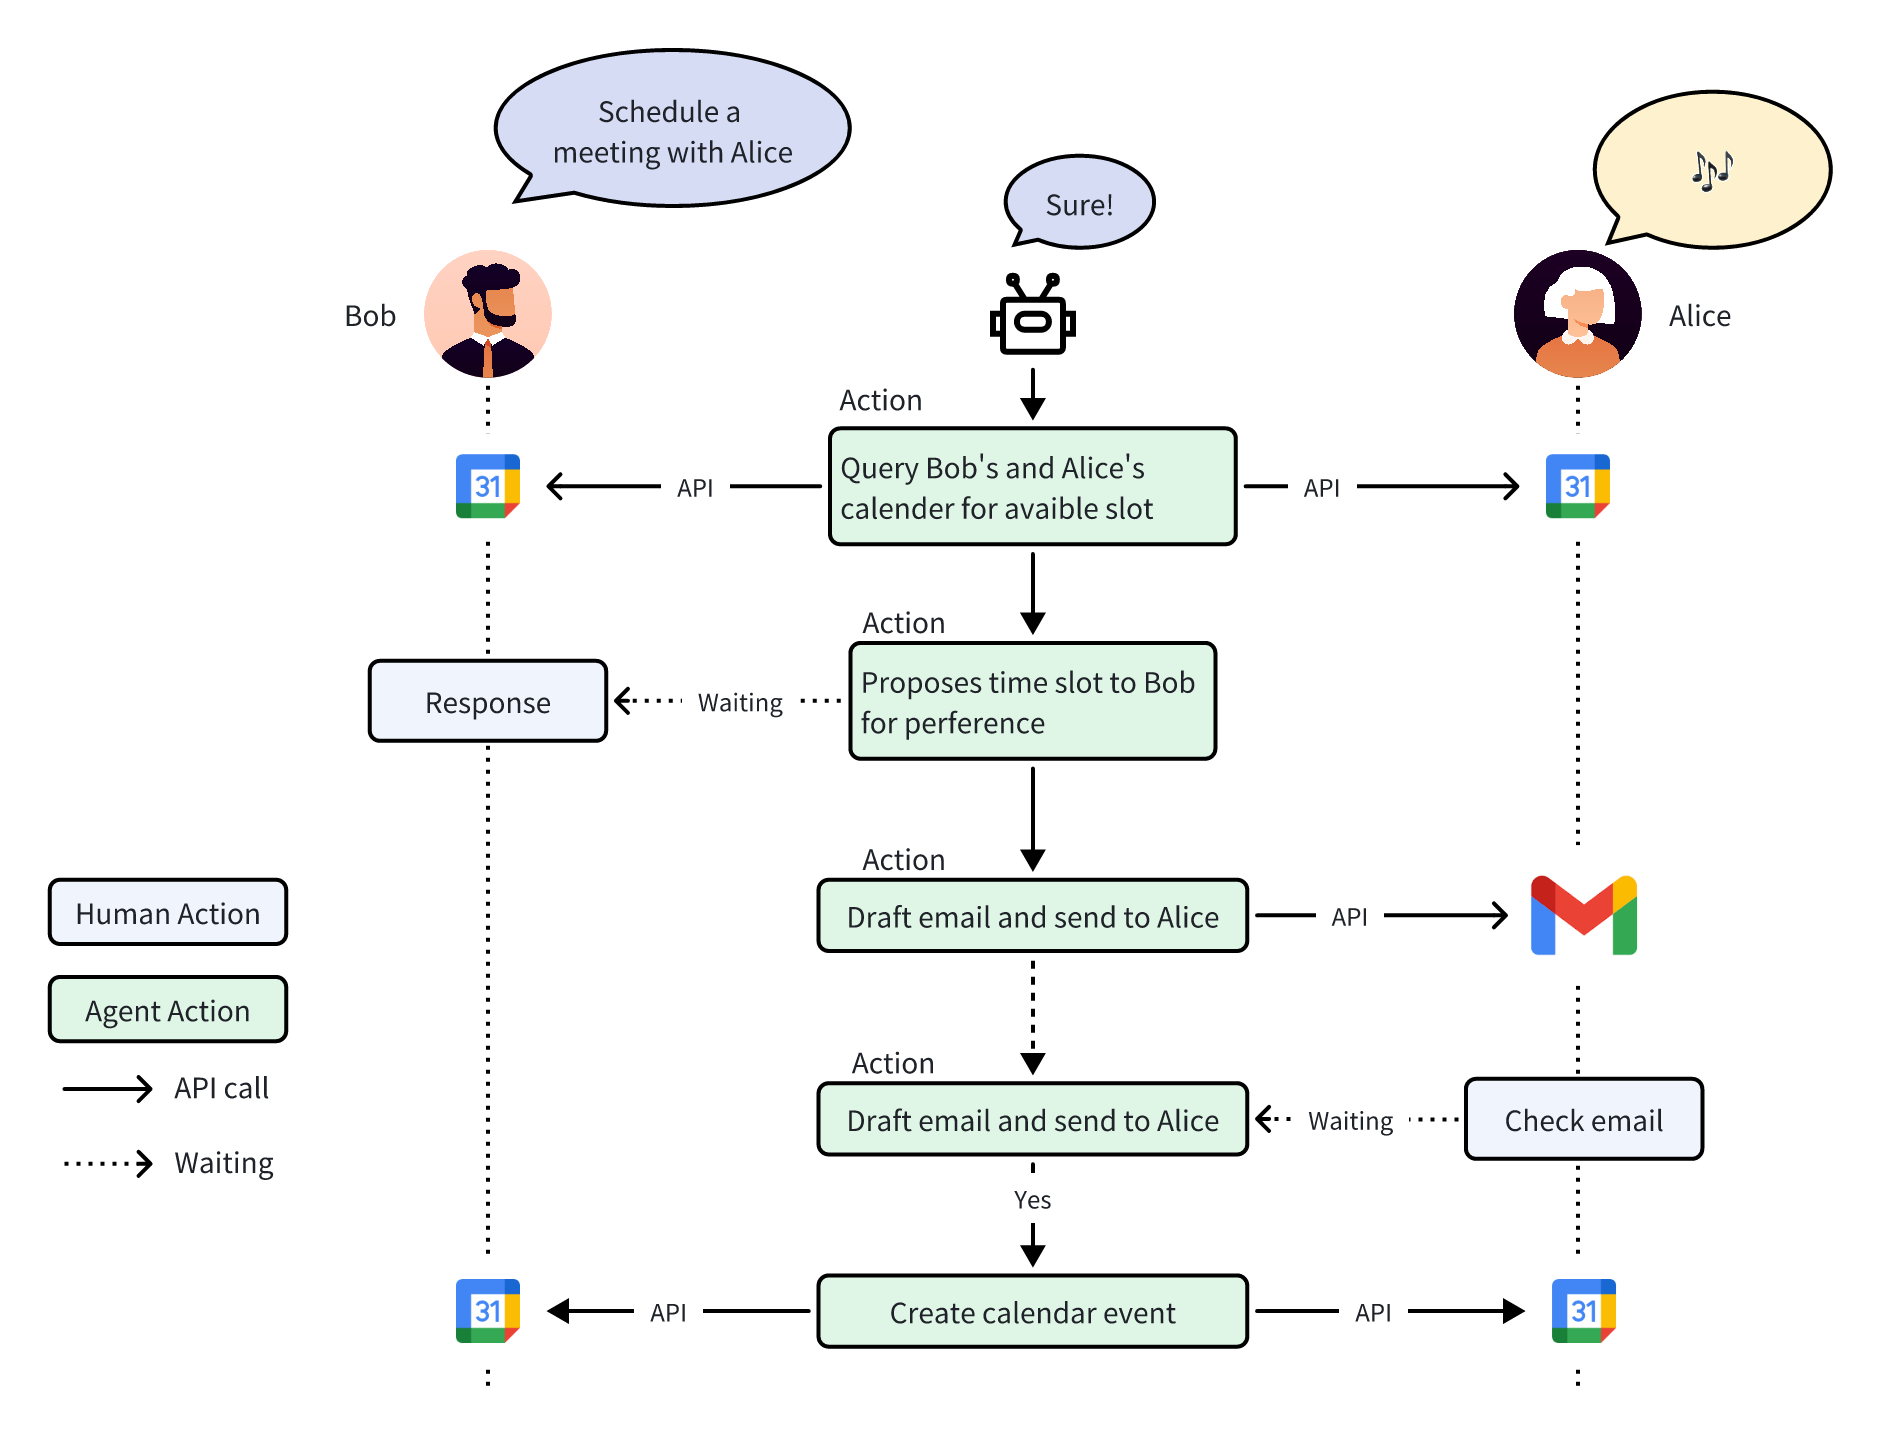 Schedule a
meeting with Alice
Sure!
Bob
Alice
Action
Query Bob's and Alice's
calender for avaible slot
31
API
API
31
Action
Proposes time slot to Bob
for perference
Response
Waiting
Action
Draft email and send to Alice
API
Human Action
Agent Action
API call
Waiting
Action
Draft email and send to Alice
Waiting
Check email
Yes
31
API
Create calendar event
API
31